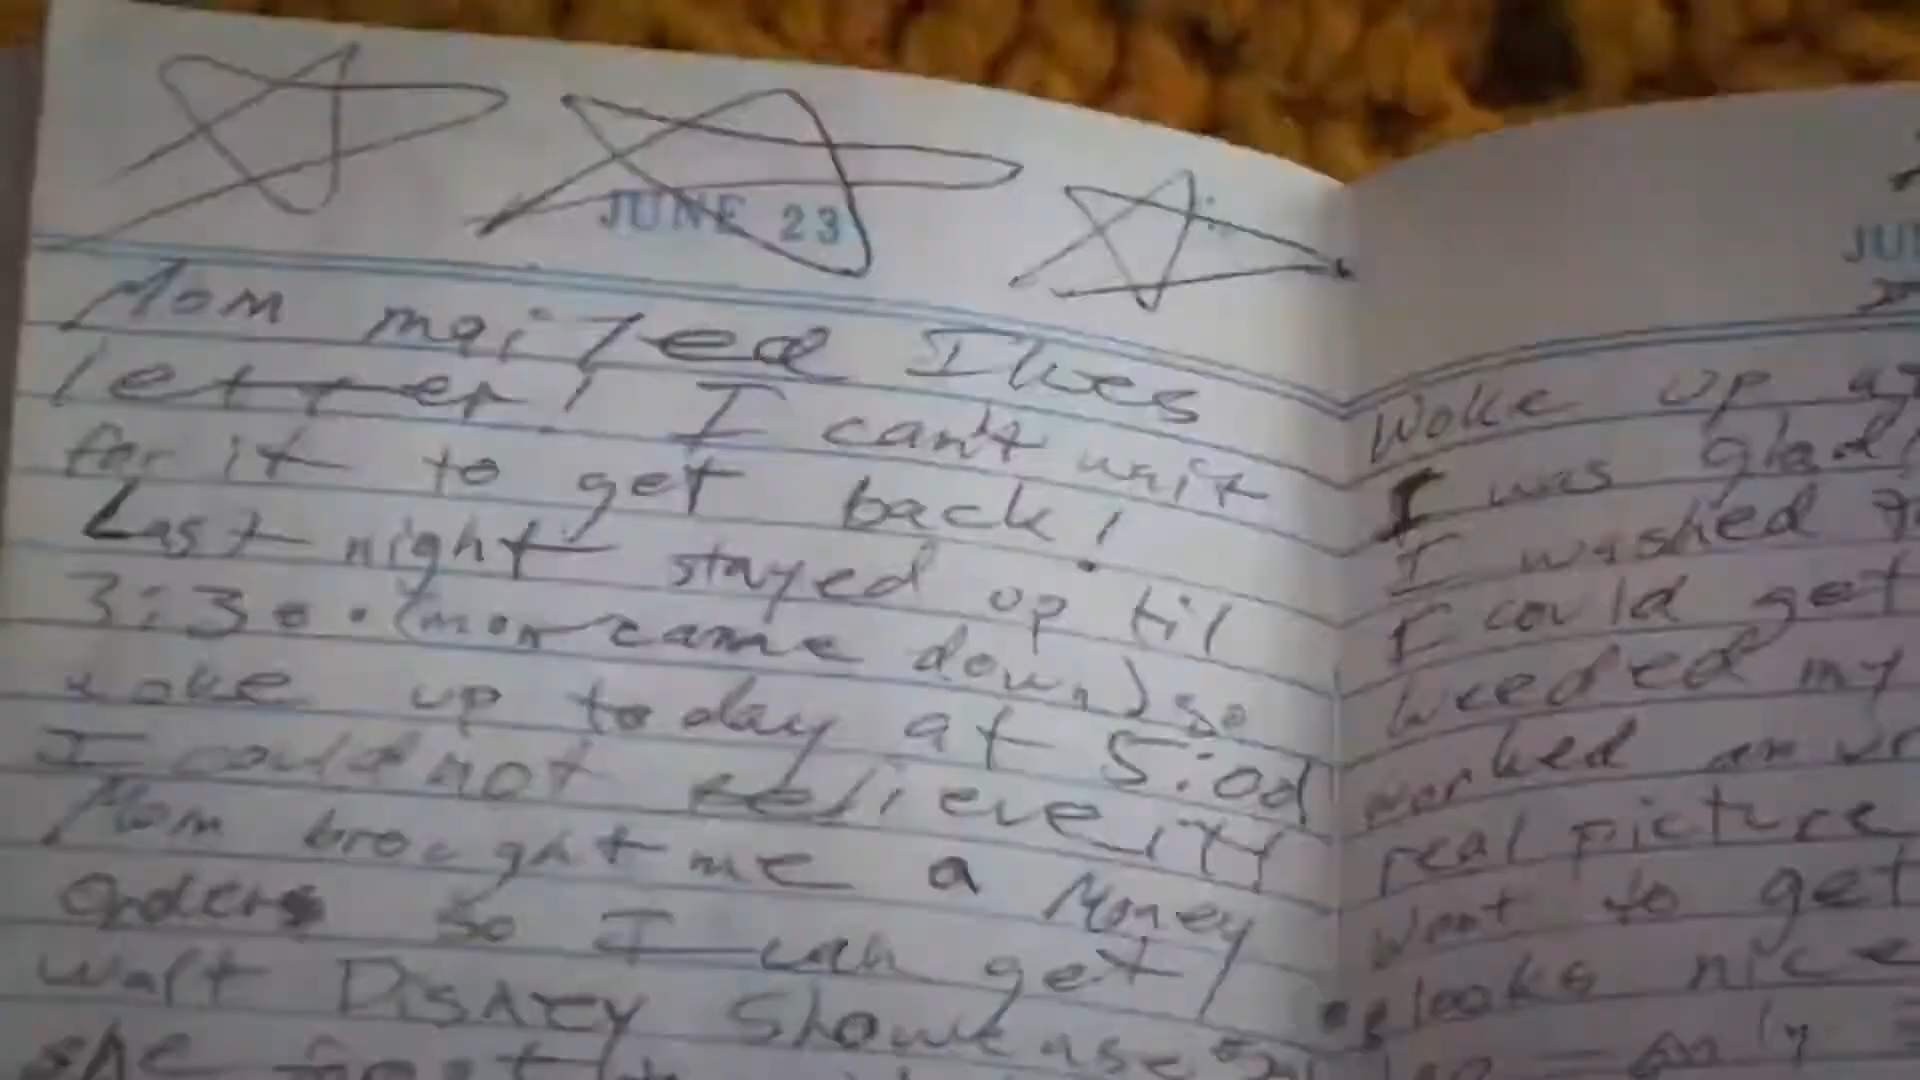 JUNE 23
Mom mailed Ikes
letter! I can't wait
for it to get back!
Last night stayed up til
3:30. (mom came down) so
woke up today at 5:00
I could not believe it!
Mom brought me a Money
Orders so I can get
Walt Disney Showcase
she
JU
Woke up
I was glad!
I washed
I could get
weeded my
worked on
real picture
Want to get
looks nice
only